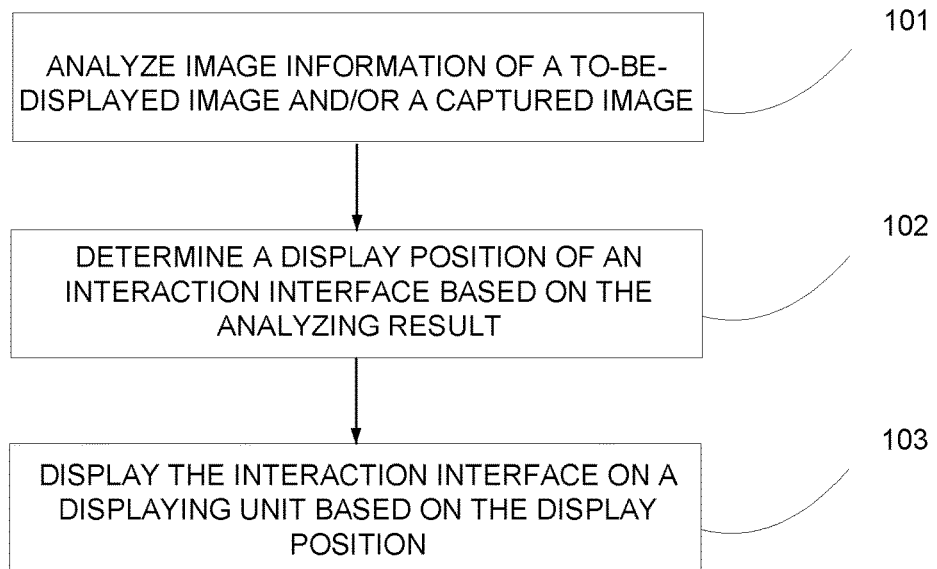 101
ANALYZE IMAGE INFORMATION OF A TO-BE-
DISPLAYED IMAGE AND/OR A CAPTURED IMAGE
102
DETERMINE A DISPLAY POSITION OF AN
INTERACTION INTERFACE BASED ON THE
ANALYZING RESULT
103
DISPLAY THE INTERACTION INTERFACE ON A
DISPLAYING UNIT BASED ON THE DISPLAY
POSITION